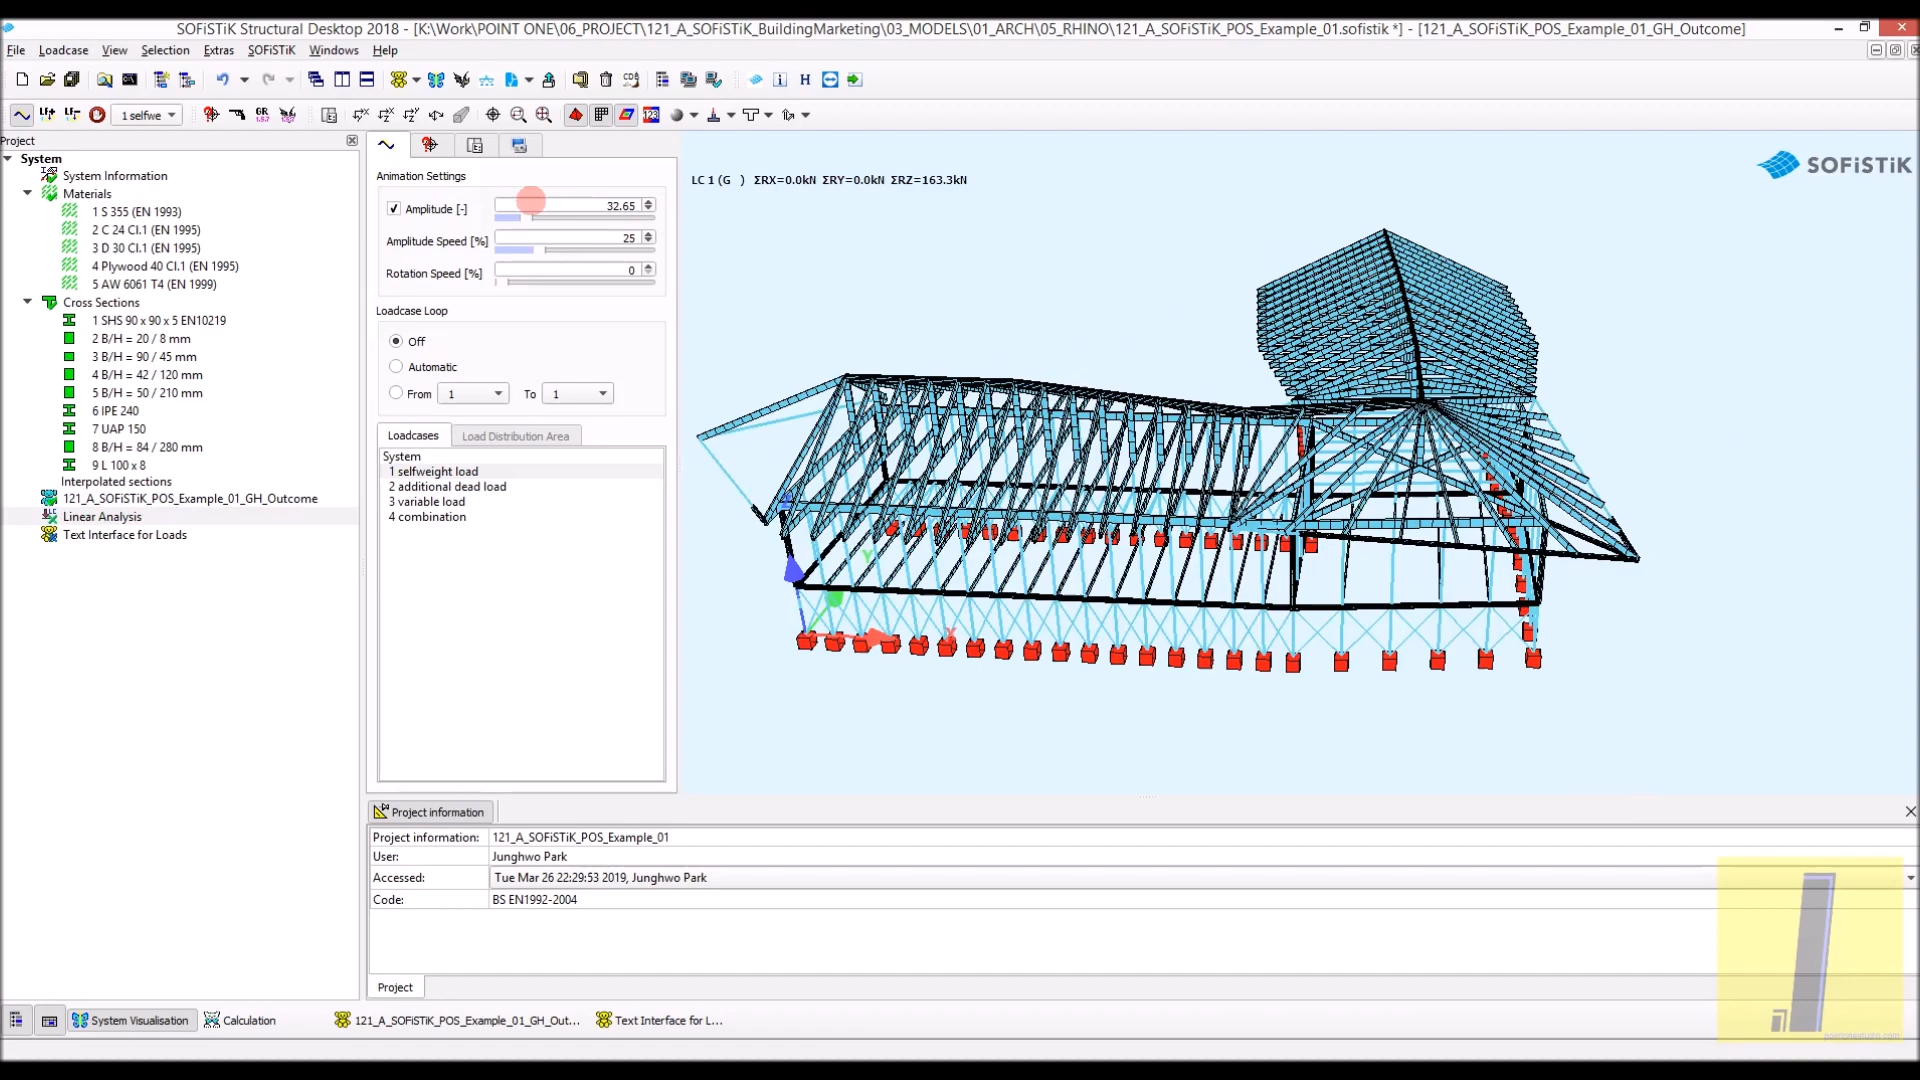 SOFiSTiK Structural Desktop 2018 - [K:\Work\POINT ONE\06_PROJECT\121_A_SOFiSTiK_BuildingMarketing\03_MODELS\01_ARCH\05_RHINO\121_A_SOFiSTiK_POS_Example_01.sofistik *] - [121_A_SOFiSTiK_POS_Example_01_GH_Outcome]
File Loadcase View Selection Extras SOFiSTiK Windows Help
1 selfwe
Project
System
System Information
Materials
1 S 355 (EN 1993)
2 C 24 Cl.1 (EN 1995)
3 D 30 Cl.1 (EN 1995)
4 Plywood 40 Cl.1 (EN 1995)
5 AW 6061 T4 (EN 1999)
Cross Sections
1 SHS 90 x 90 x 5 EN10219
2 B/H = 20 / 8 mm
3 B/H = 90 / 45 mm
4 B/H = 42 / 120 mm
5 B/H = 50 / 210 mm
6 IPE 240
7 UAP 150
8 B/H = 84 / 280 mm
9 L 100 x 8
Interpolated sections
121_A_SOFiSTiK_POS_Example_01_GH_Outcome
Linear Analysis
Text Interface for Loads
Animation Settings
Amplitude [-] 32.65
Amplitude Speed [%] 25
Rotation Speed [%] 0
Loadcase Loop
Off
Automatic
From 1 To 1
Loadcases Load Distribution Area
System
1 selfweight load
2 additional dead load
3 variable load
4 combination
LC 1 (G ) ΣRX=0.0kN ΣRY=0.0kN ΣRZ=163.3kN
SOFiSTiK
Y
X
Project information
Project information: 121_A_SOFiSTiK_POS_Example_01
User: Junghwo Park
Accessed: Tue Mar 26 22:29:53 2019, Junghwo Park
Code: BS EN1992-2004
Project
System Visualisation Calculation 121_A_SOFiSTiK_POS_Example_01_GH_Out... Text Interface for L...